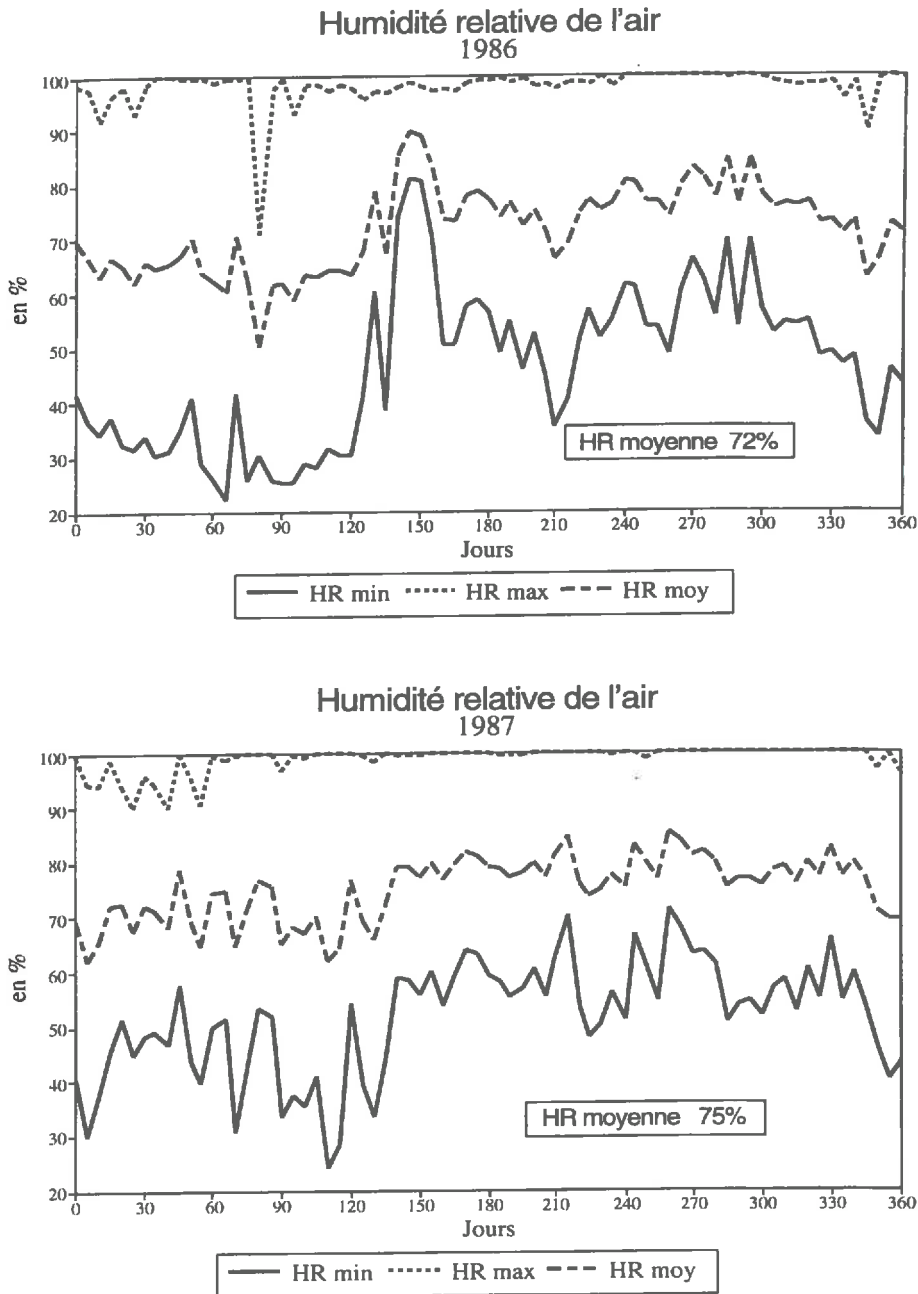 Humidité relative de l'air
1986
100
90
80
70
60
50
40
30
20
en %
HR moyenne 72%
0 30 60 90 120 150 180 210 240 270 300 330 360
Jours
HR min HR max HR moy
Humidité relative de l'air
1987
100
90
80
70
60
50
40
30
20
en %
HR moyenne 75%
0 30 60 90 120 150 180 210 240 270 300 330 360
Jours
HR min HR max HR moy